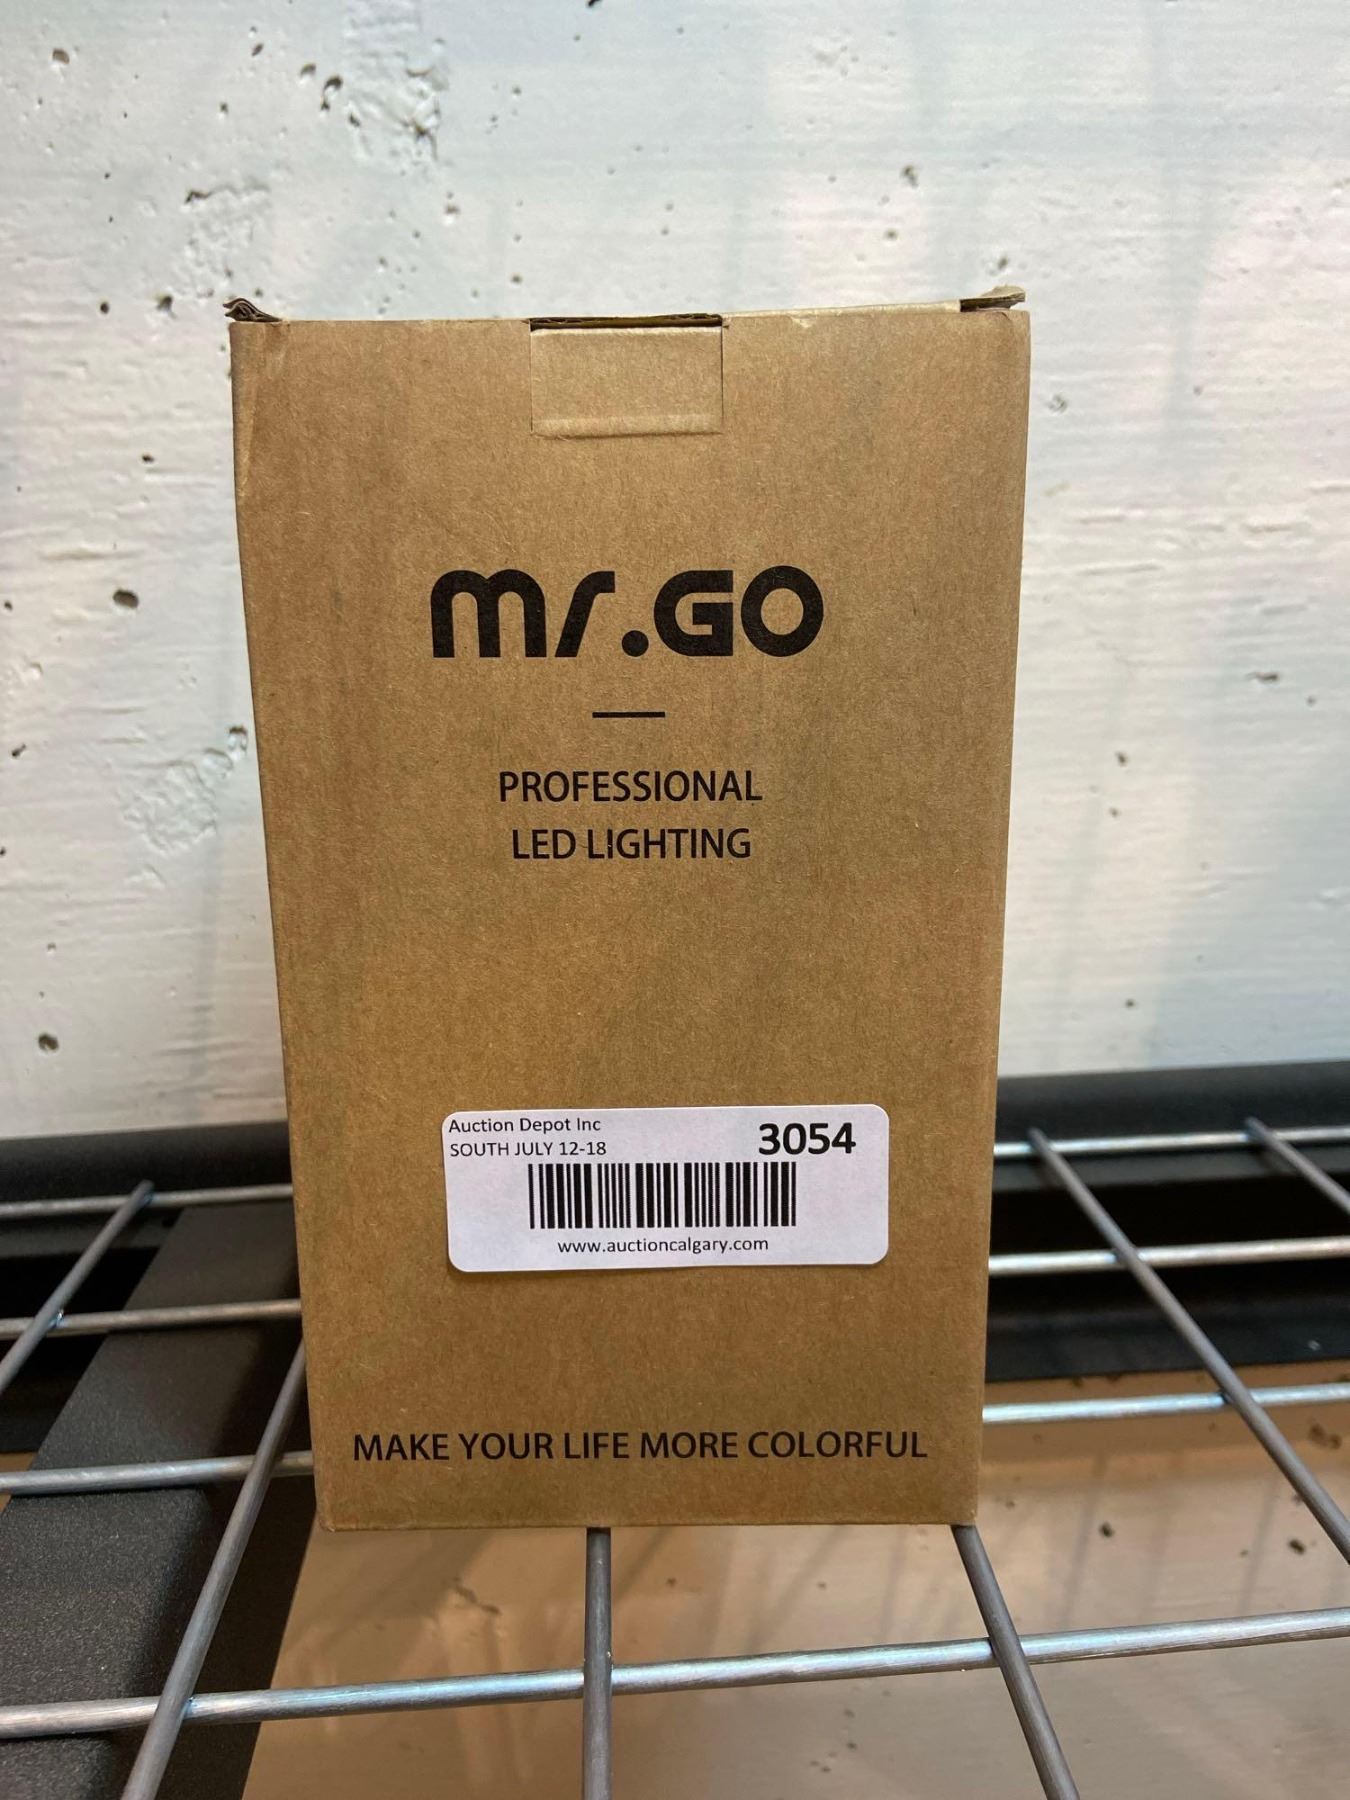 mr.GO
PROFESSIONAL
LED LIGHTING
Auction Depot Inc
SOUTH JULY 12-18
3054
www.auctioncalgary.com
MAKE YOUR LIFE MORE COLORFUL